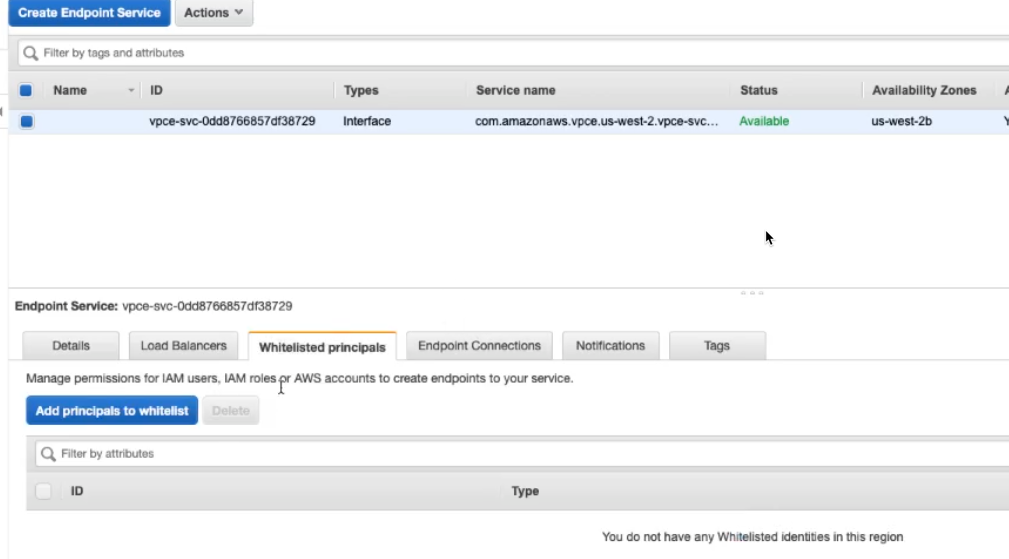 Create Endpoint Service Actions
Filter by tags and attributes
Name ID Types Service name Status Availability Zones
vpce-svc-0dd8766857df38729 Interface com.amazonaws.vpce.us-west-2.vpce-svc... Available us-west-2b
Endpoint Service: vpce-svc-0dd8766857df38729
Details Load Balancers Whitelisted principals Endpoint Connections Notifications Tags
Manage permissions for IAM users, IAM roles or AWS accounts to create endpoints to your service.
Add principals to whitelist Delete
Filter by attributes
ID Type
You do not have any Whitelisted identities in this region